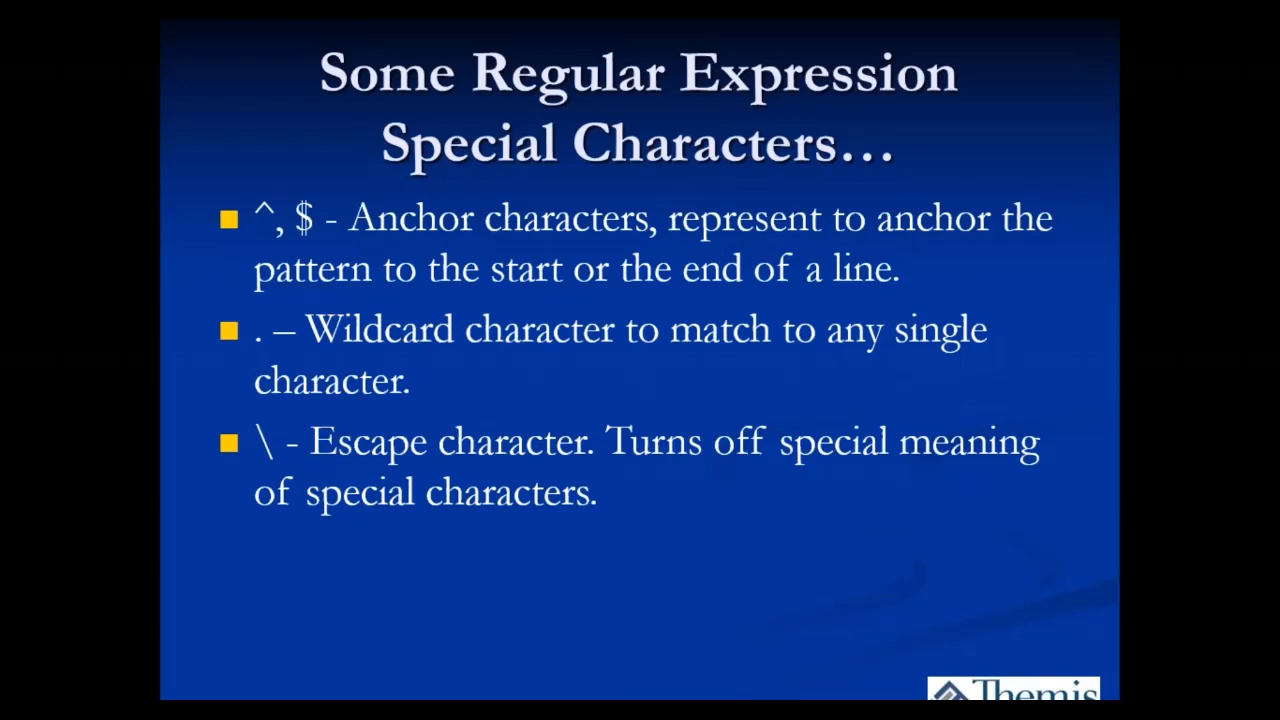 Some Regular Expression
Special Characters…
^, $ - Anchor characters, represent to anchor the
pattern to the start or the end of a line.
. – Wildcard character to match to any single
character.
\ - Escape character. Turns off special meaning
of special characters.
Themis